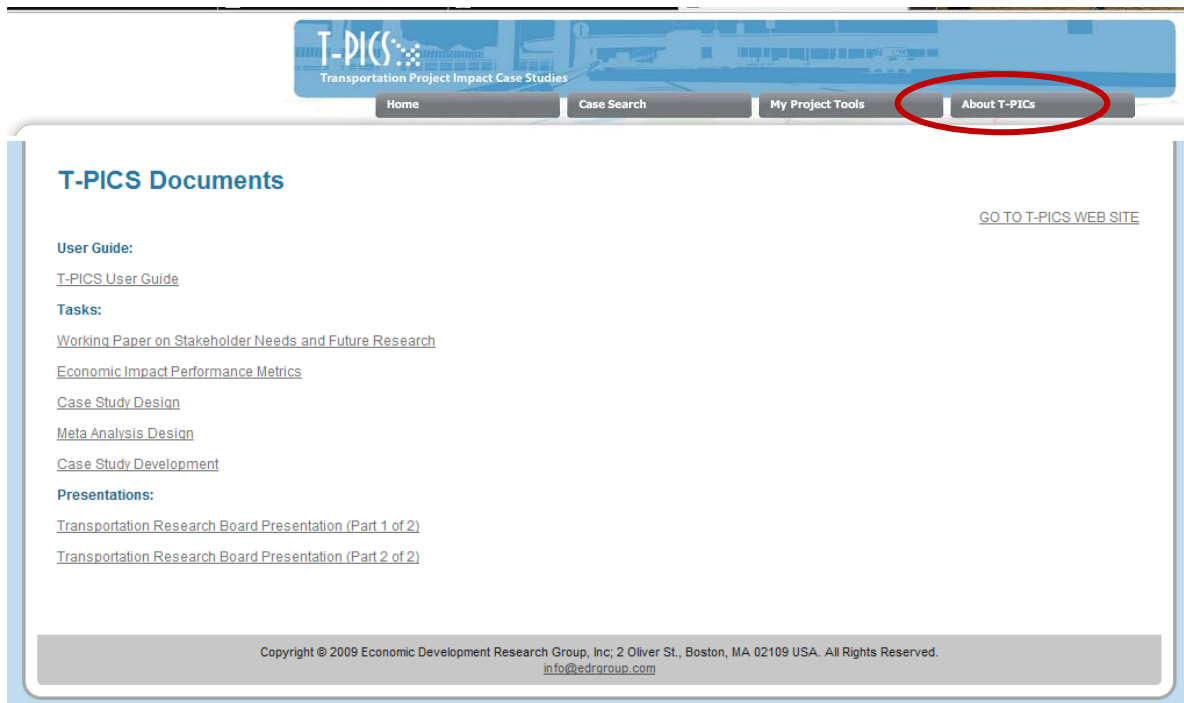 T-PICS
Transportation Project Impact Case Studies
Home Case Search My Project Tools About T-PICs
T-PICS Documents
GO TO T-PICS WEB SITE
User Guide:
T-PICS User Guide
Tasks:
Working Paper on Stakeholder Needs and Future Research
Economic Impact Performance Metrics
Case Study Design
Meta Analysis Design
Case Study Development
Presentations:
Transportation Research Board Presentation (Part 1 of 2)
Transportation Research Board Presentation (Part 2 of 2)
Copyright © 2009 Economic Development Research Group, Inc; 2 Oliver St., Boston, MA 02109 USA. All Rights Reserved.
info@edrgroup.com